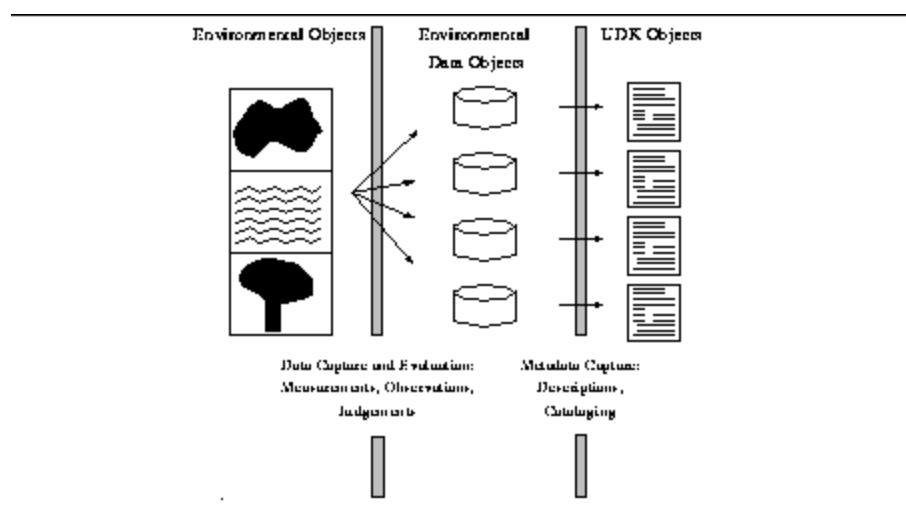 Environmental Objects
Environmental
Data Objects
UDK Objects
Data Capture and Evaluation:
Measurements, Observations,
Judgements
Metadata Capture:
Descriptions,
Cataloging